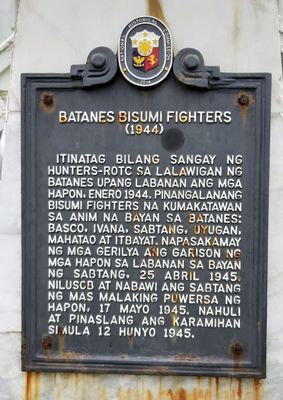 NATIONAL HISTORICAL COMMISSION
BATANES BISUMI FIGHTERS
(1944)
ITINATAG BILANG SANGAY NG
HUNTERS-ROTC SA LALAWIGAN NG
BATANES UPANG LABANAN ANG MGA
HAPON, ENERO 1944. PINANGALANANG
BISUMI FIGHTERS NA KUMAKATAWAN
SA ANIM NA BAYAN SA BATANES:
BASCO, IVANA, SABTANG, UYUGAN,
MAHATAO AT ITBAYAT. NAPASAKAMAY
NG MGA GERILYA ANG GARISON NG
MGA HAPON SA LABANAN SA BAYAN
NG SABTANG, 25 ABRIL 1945.
NILUSOB AT NABAWI ANG SABTANG
NG MAS MALAKING PUWERSA NG
HAPON, 17 MAYO 1945. NAHULI
AT PINASLANG ANG KARAMIHAN
SIMULA 12 HUNYO 1945.